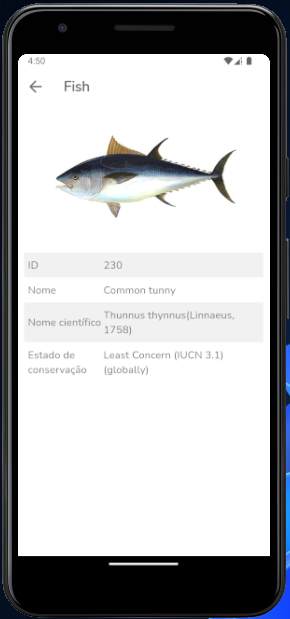 4:50
Fish
ID 230
Nome Common tunny
Nome científico Thunnus thynnus(Linnaeus,
1758)
Estado de Least Concern (IUCN 3.1)
conservação (globally)